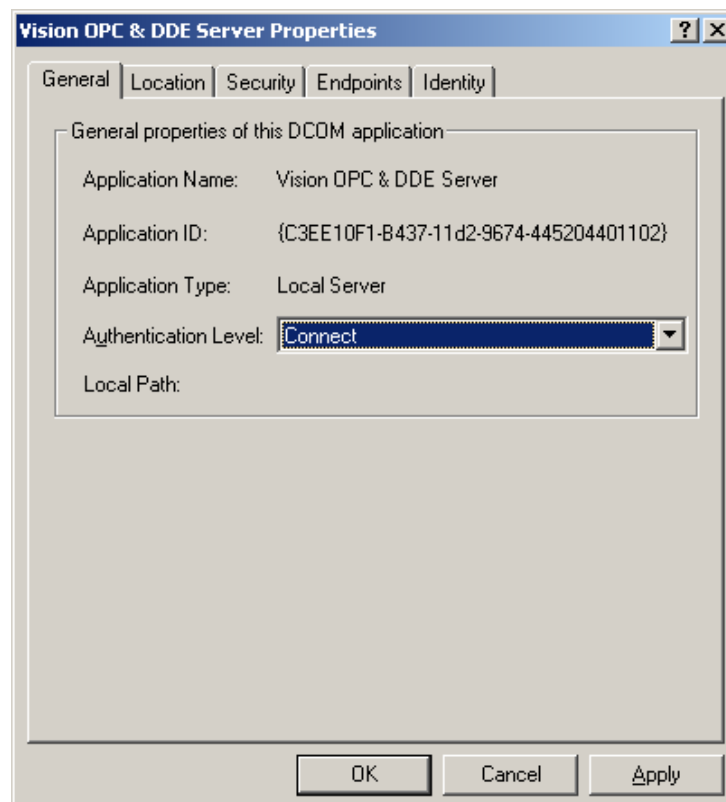 Vision OPC & DDE Server Properties
General Location Security Endpoints Identity
General properties of this DCOM application
Application Name: Vision OPC & DDE Server
Application ID: {C3EE10F1-B437-11d2-9674-445204401102}
Application Type: Local Server
Authentication Level: Connect
Local Path:
OK Cancel Apply